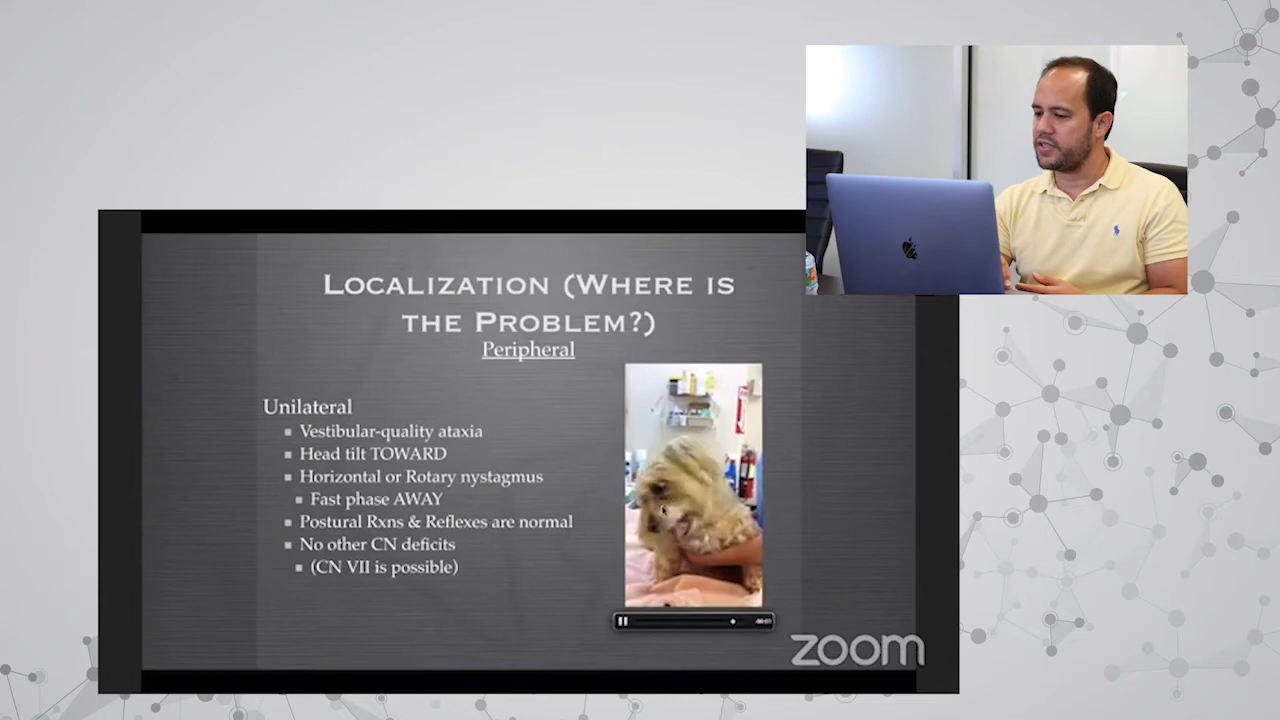 LOCALIZATION (WHERE IS
THE PROBLEM?)
Peripheral
Unilateral
Vestibular-quality ataxia
Head tilt TOWARD
Horizontal or Rotary nystagmus
Fast phase AWAY
Postural Rxns & Reflexes are normal
No other CN deficits
(CN VII is possible)
zoom